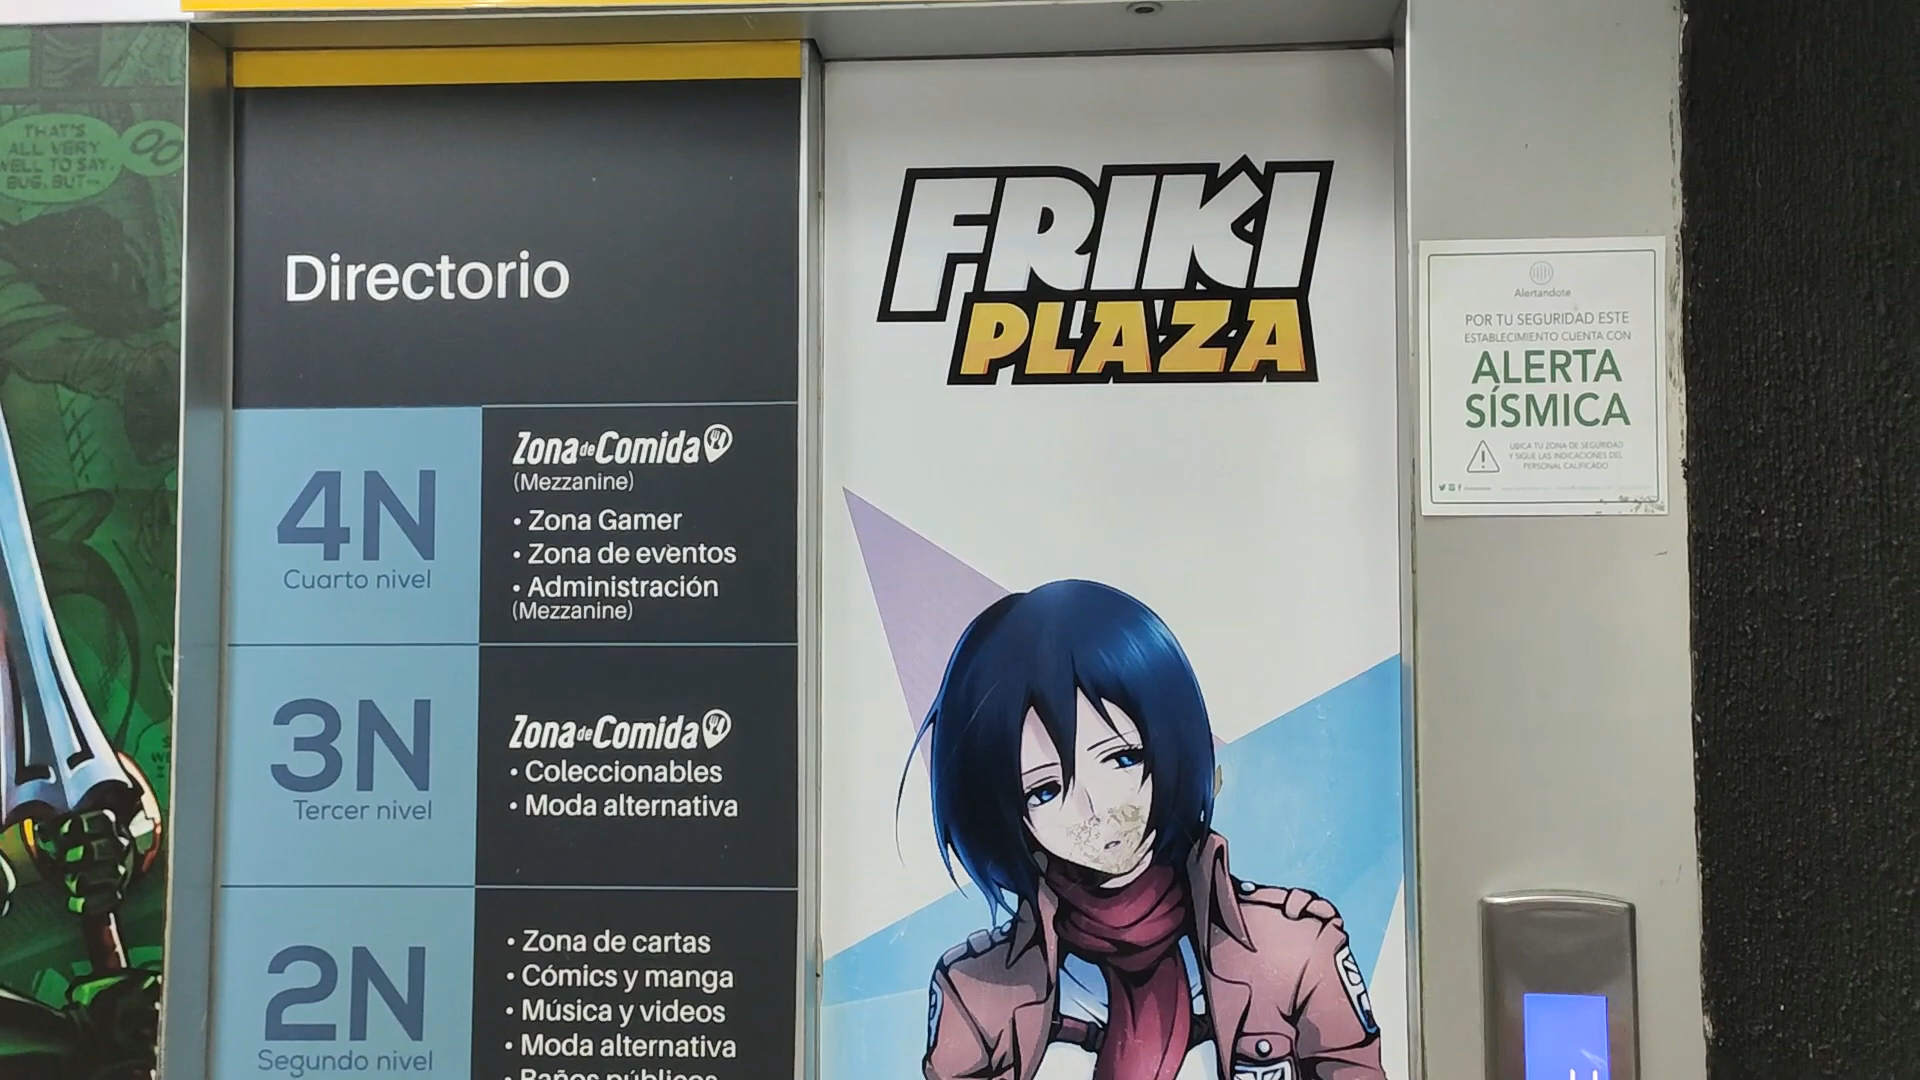 THAT'S
ALL VERY
WELL TO SAY,
BUG, BUT--
Directorio
4N
Cuarto nivel
Zona de Comida
(Mezzanine)
• Zona Gamer
• Zona de eventos
• Administración
(Mezzanine)
3N
Tercer nivel
Zona de Comida
• Coleccionables
• Moda alternativa
2N
Segundo nivel
• Zona de cartas
• Cómics y manga
• Música y videos
• Moda alternativa
• Baños públicos
FRIKI
PLAZA
Alertandote
POR TU SEGURIDAD ESTE
ESTABLECIMIENTO CUENTA CON
ALERTA
SÍSMICA
UBICA TU ZONA DE SEGURIDAD
Y SIGUE LAS INDICACIONES DEL
PERSONAL CALIFICADO